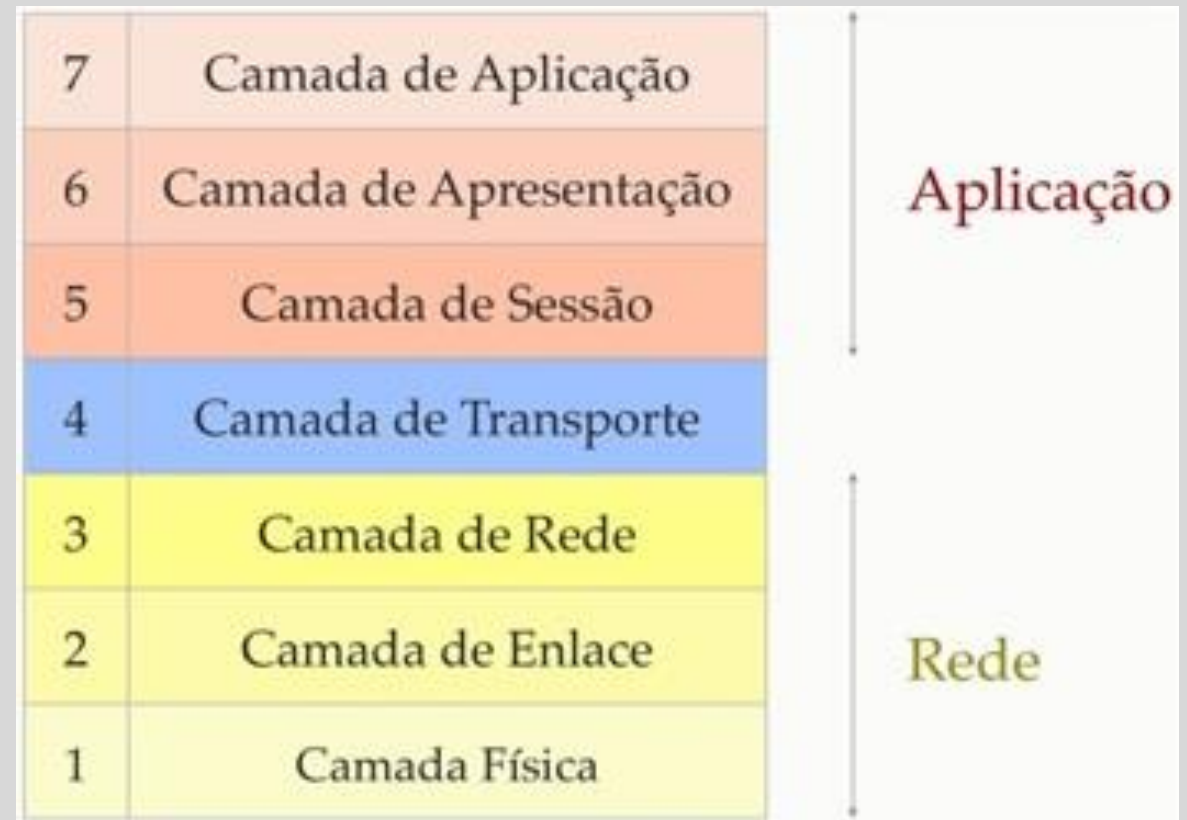 7 Camada de Aplicação
6 Camada de Apresentação
Aplicação
5 Camada de Sessão
4 Camada de Transporte
3 Camada de Rede
2 Camada de Enlace
Rede
1 Camada Física